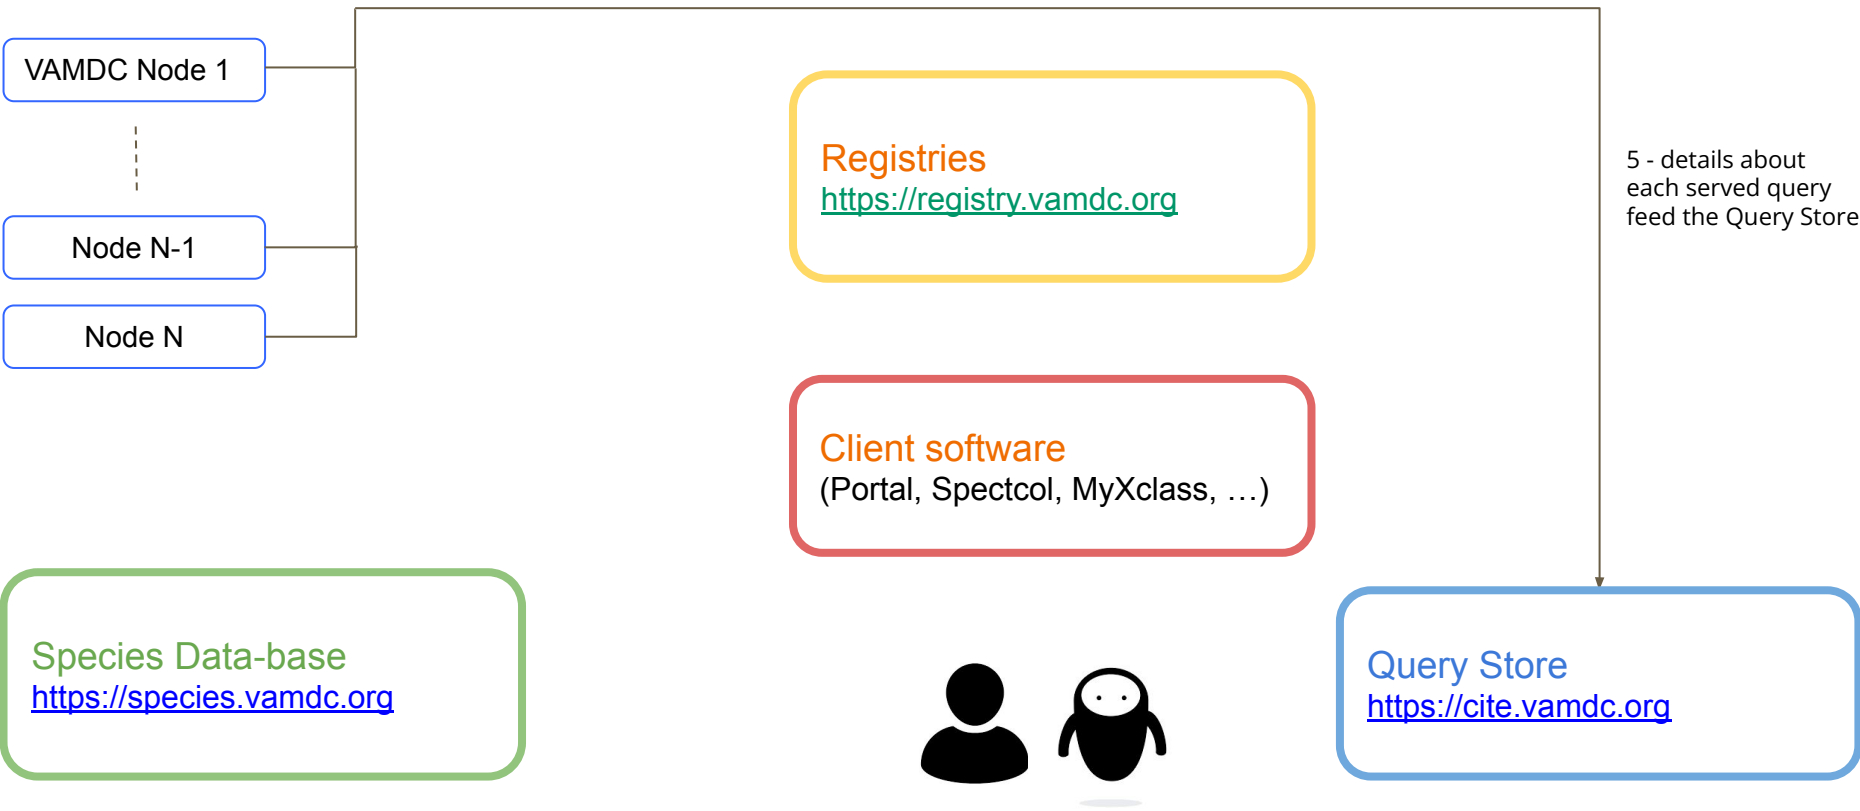 VAMDC Node 1
Node N-1
Node N
Registries
https://registry.vamdc.org
5 - details about
each served query
feed the Query Store
Client software
(Portal, Spectcol, MyXclass, …)
Species Data-base
https://species.vamdc.org
Query Store
https://cite.vamdc.org